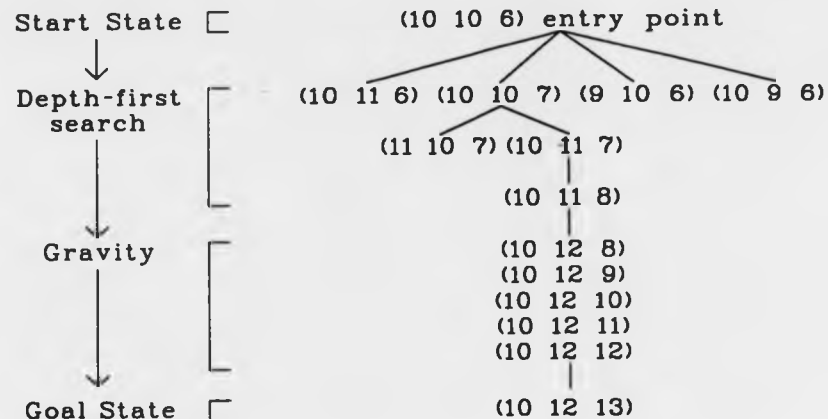 Start State (10 10 6) entry point
Depth-first (10 11 6) (10 10 7) (9 10 6) (10 9 6)
search
(11 10 7) (10 11 7)
(10 11 8)
Gravity (10 12 8)
(10 12 9)
(10 12 10)
(10 12 11)
(10 12 12)
Goal State (10 12 13)